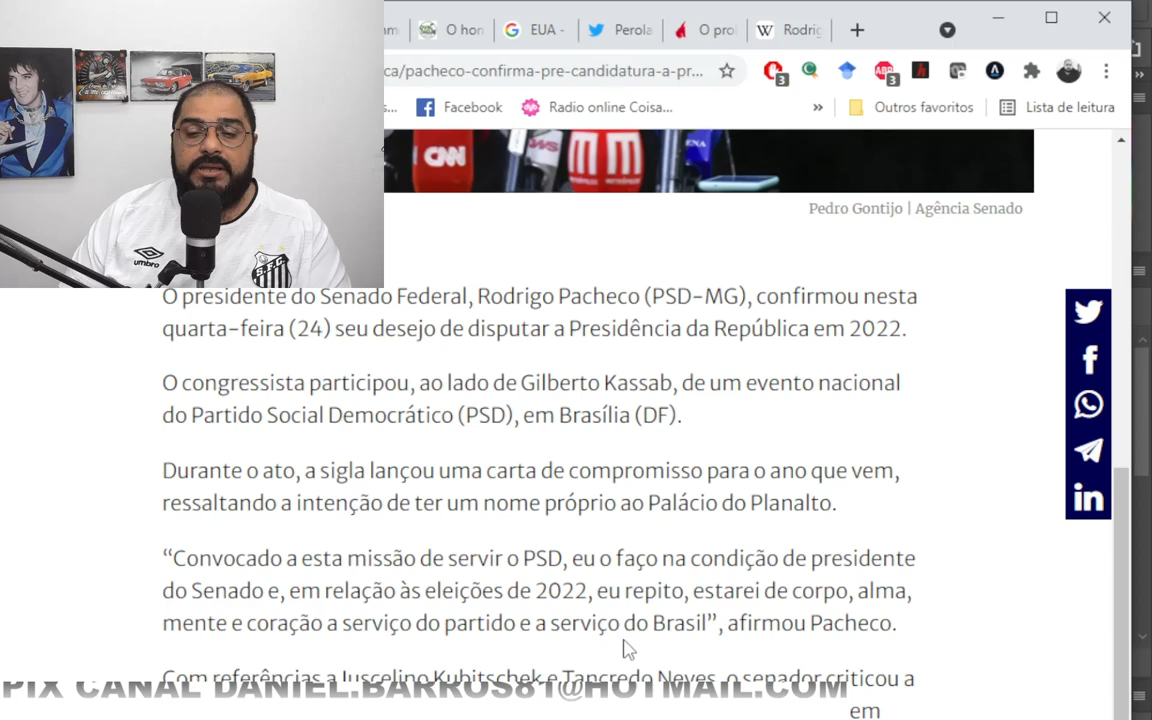 O hon
EUA -
Perola
O prol
Rodrig
ca/pacheco-confirma-pre-candidatura-a-pr...
3
ABP
3
Facebook
Radio online Coisa...
»
Outros favoritos
Lista de leitura
CNN
Pedro Gontijo | Agência Senado
umbro
S.F.C.
O presidente do Senado Federal, Rodrigo Pacheco (PSD-MG), confirmou nesta
quarta-feira (24) seu desejo de disputar a Presidência da República em 2022.
O congressista participou, ao lado de Gilberto Kassab, de um evento nacional
do Partido Social Democrático (PSD), em Brasília (DF).
Durante o ato, a sigla lançou uma carta de compromisso para o ano que vem,
ressaltando a intenção de ter um nome próprio ao Palácio do Planalto.
“Convocado a esta missão de servir o PSD, eu o faço na condição de presidente
do Senado e, em relação às eleições de 2022, eu repito, estarei de corpo, alma,
mente e coração a serviço do partido e a serviço do Brasil”, afirmou Pacheco.
Com referências a Juscelino Kubitschek e Tancredo Neves, o senador criticou a
PIX CANAL DANIEL.BARROS81@HOTMAIL.COM
em